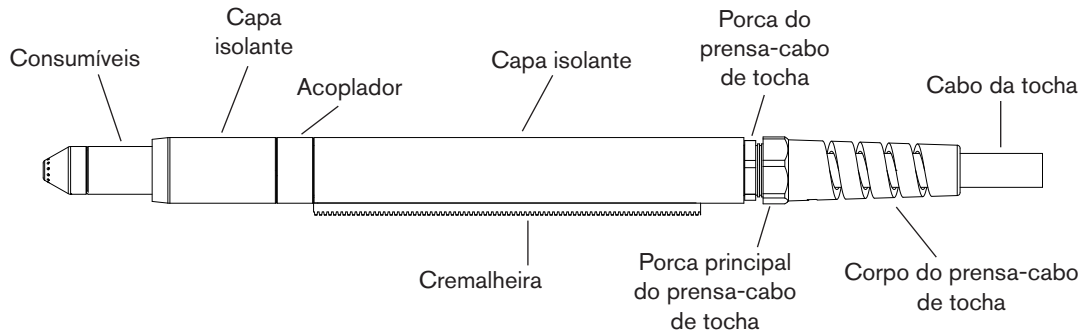 Consumíveis
Capa
isolante
Acoplador
Capa isolante
Porca do
prensa-cabo
de tocha
Cabo da tocha
Cremalheira
Porca principal
do prensa-cabo
de tocha
Corpo do prensa-cabo
de tocha